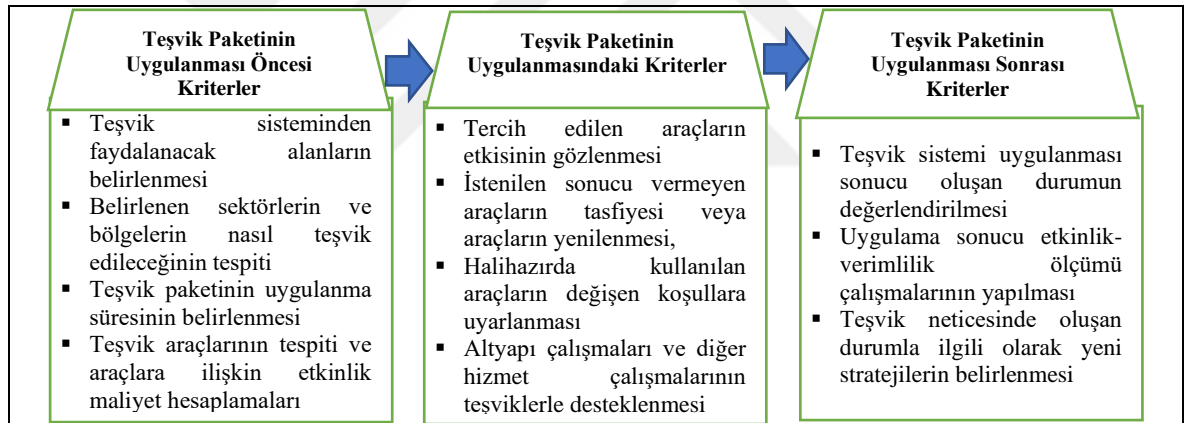 Teşvik Paketinin
Uygulanması Öncesi
Kriterler
▪ Teşvik sisteminden
faydalanacak alanların
belirlenmesi
▪ Belirlenen sektörlerin ve
bölgelerin nasıl teşvik
edileceğinin tespiti
▪ Teşvik paketinin uygulanma
süresinin belirlenmesi
▪ Teşvik araçlarının tespiti ve
araçlara ilişkin etkinlik
maliyet hesaplamaları
Teşvik Paketinin
Uygulanmasındaki Kriterler
▪ Tercih edilen araçların
etkisinin gözlenmesi
▪ İstenilen sonucu vermeyen
araçların tasfiyesi veya
araçların yenilenmesi,
▪ Halihazırda kullanılan
araçların değişen koşullara
uyarlanması
▪ Altyapı çalışmaları ve diğer
hizmet çalışmalarının
teşviklerle desteklenmesi
Teşvik Paketinin
Uygulanması Sonrası
Kriterler
▪ Teşvik sistemi uygulanması
sonucu oluşan durumun
değerlendirilmesi
▪ Uygulama sonucu etkinlik-
verimlilik ölçümü
çalışmalarının yapılması
▪ Teşvik neticesinde oluşan
durumla ilgili olarak yeni
stratejilerin belirlenmesi